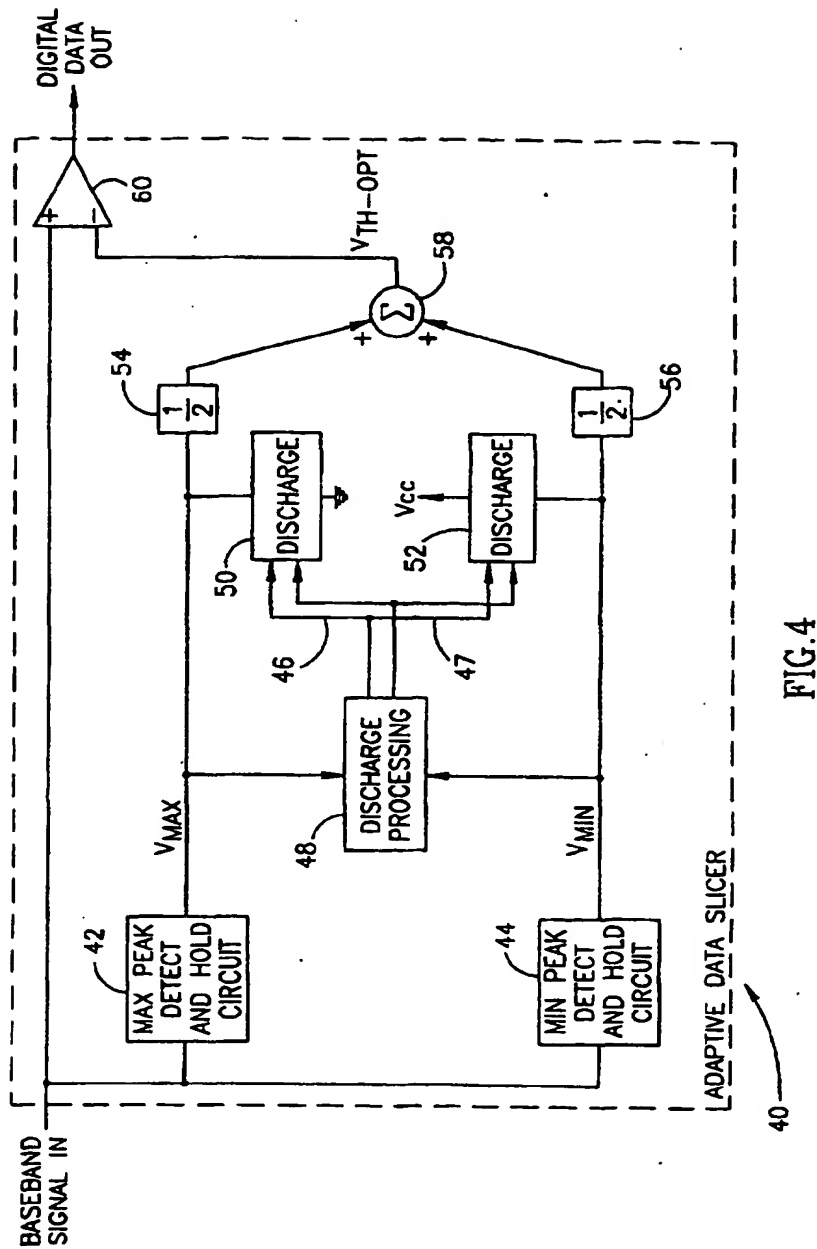 BASEBAND
SIGNAL IN
DIGITAL
DATA
OUT
42
MAX PEAK
DETECT
AND HOLD
CIRCUIT
VMAX
54
1
2
+
-
60
VTH-OPT
50
DISCHARGE
46
48
DISCHARGE
PROCESSING
47
Vcc
52
DISCHARGE
+
Σ
+
58
44
MIN PEAK
DETECT
AND HOLD
CIRCUIT
VMIN
1
2.
56
ADAPTIVE DATA SLICER
40
FIG.4